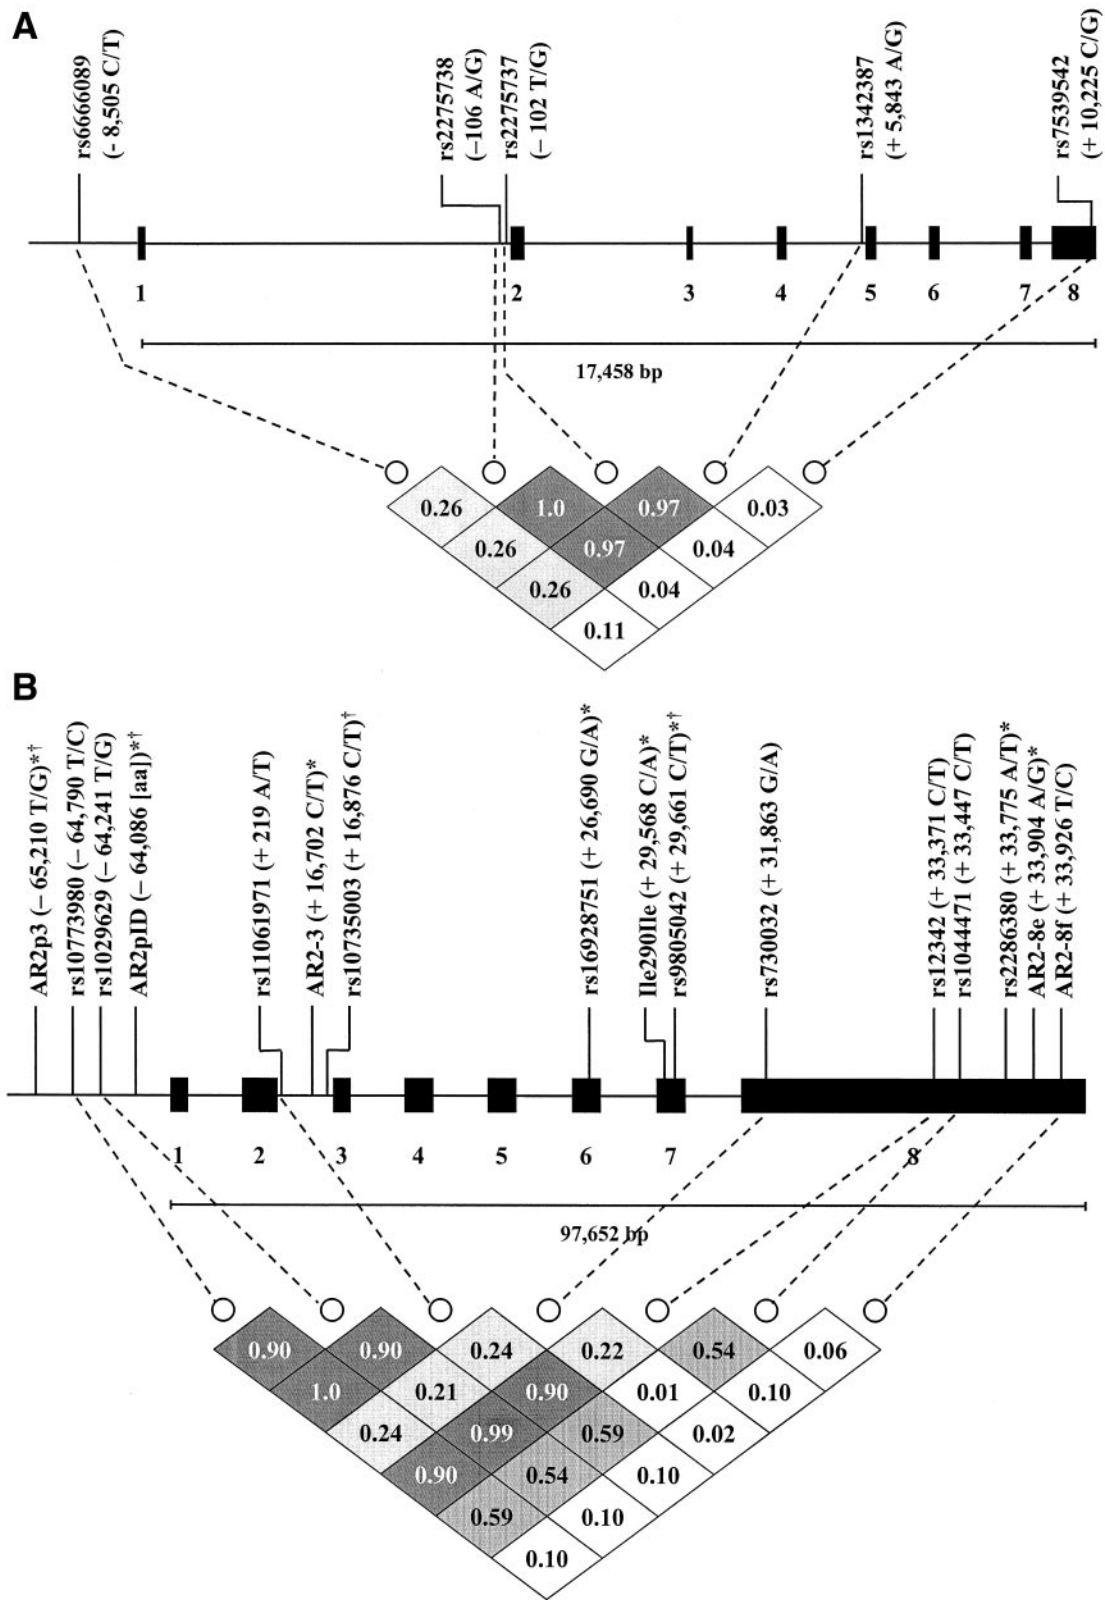 A
rs6666089
(- 8,505 C/T)
rs2275738
(−106 A/G)
rs2275737
(− 102 T/G)
rs1342387
(+ 5,843 A/G)
rs7539542
(+ 10,225 C/G)
1
2
3
4
5
6
7
8
17,458 bp
0.26
1.0
0.97
0.03
0.26
0.97
0.04
0.26
0.04
0.11
B
AR2p3 (− 65,210 T/G)*†
rs10773980 (− 64,790 T/C)
rs1029629 (− 64,241 T/G)
AR2pID (− 64,086 [aa])*†
rs11061971 (+ 219 A/T)
AR2-3 (+ 16,702 C/T)*
rs10735003 (+ 16,876 C/T)†
rs16928751 (+ 26,690 G/A)*
Ile290Ile (+ 29,568 C/A)*
rs9805042 (+ 29,661 C/T)*†
rs730032 (+ 31,863 G/A)
rs12342 (+ 33,371 C/T)
rs1044471 (+ 33,447 C/T)
rs2286380 (+ 33,775 A/T)*
AR2-8e (+ 33,904 A/G)*
AR2-8f (+ 33,926 T/C)
1
2
3
4
5
6
7
8
97,652 bp
0.90
0.90
0.24
0.22
0.54
0.06
1.0
0.21
0.90
0.01
0.10
0.24
0.99
0.59
0.02
0.90
0.54
0.10
0.59
0.10
0.10